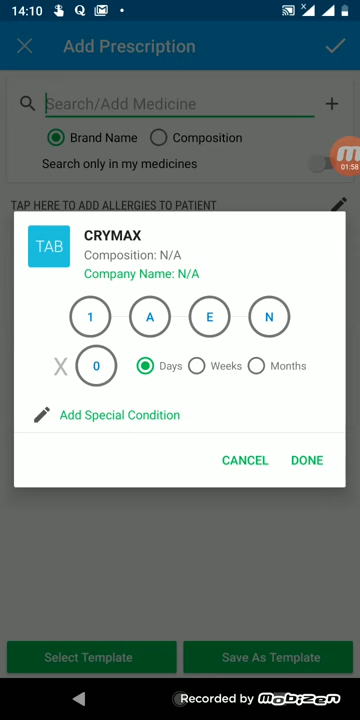 14:10
Add Prescription
Search/Add Medicine
Brand Name
Composition
Search only in my medicines
01:58
TAP HERE TO ADD ALLERGIES TO PATIENT
TAB
CRYMAX
Composition: N/A
Company Name: N/A
1 A E N
X 0 Days Weeks Months
Add Special Condition
CANCEL DONE
Select Template Save As Template
Recorded by mobizen